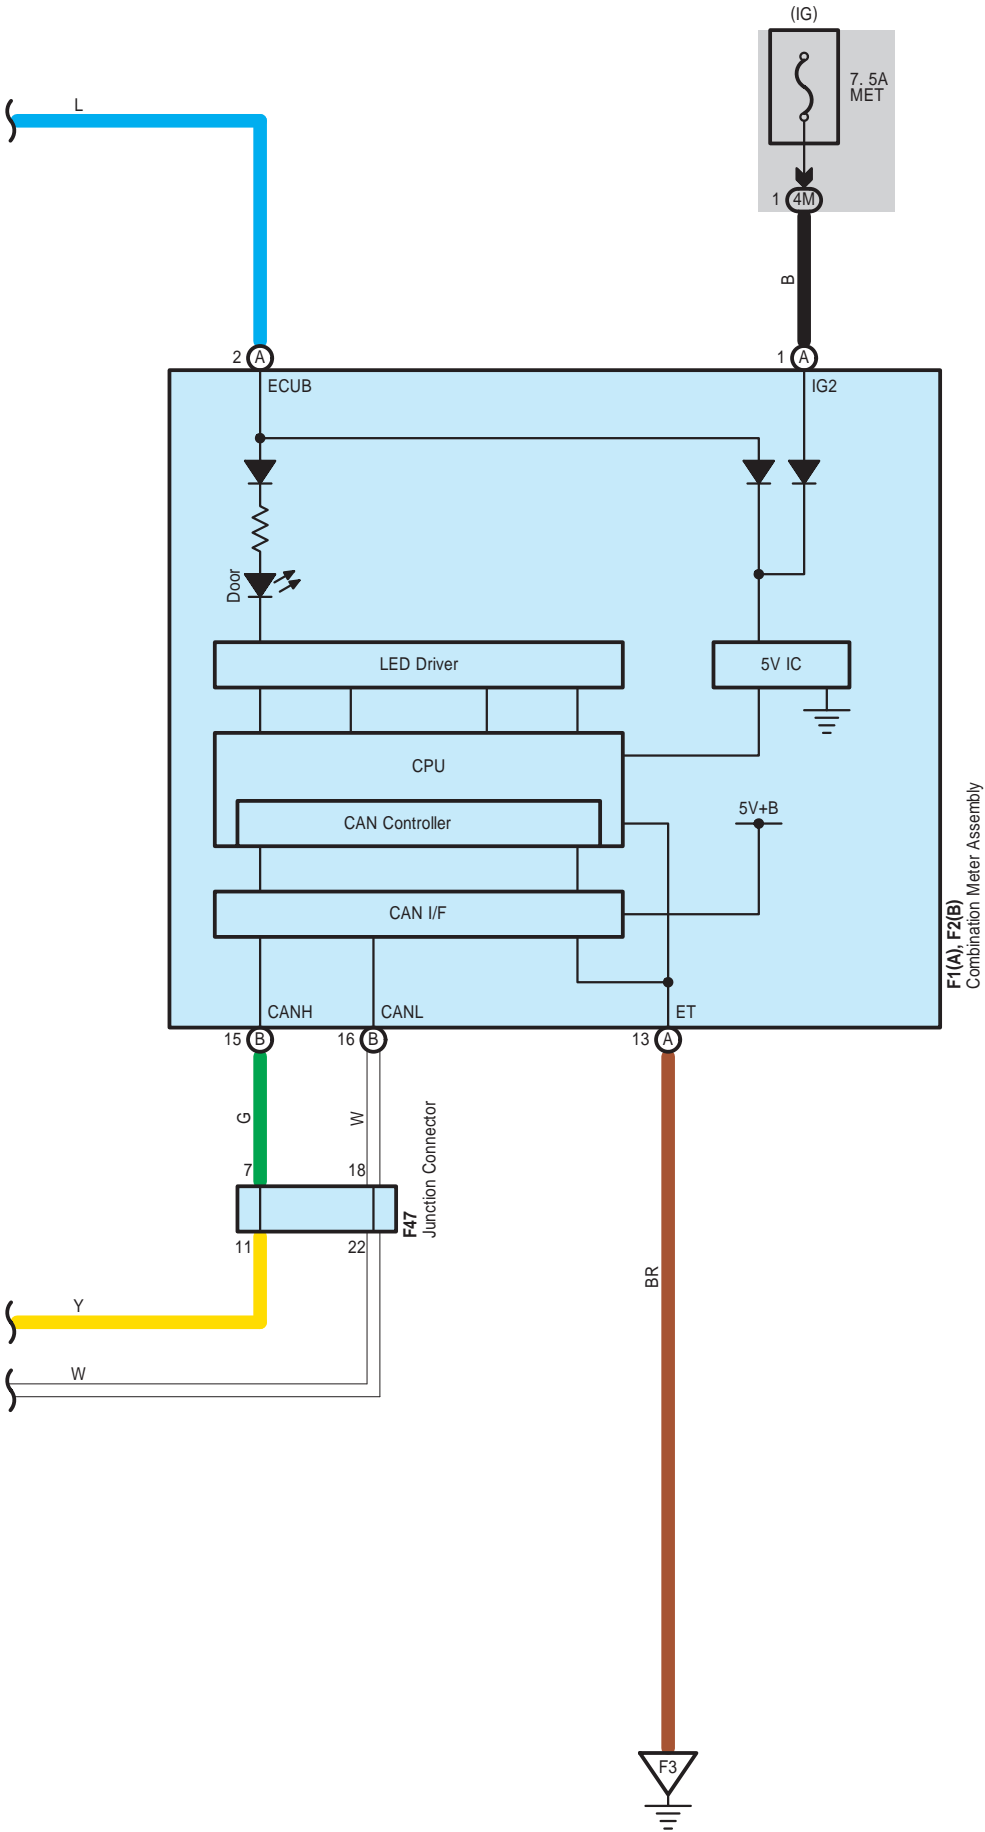 (IG)
7. 5A
MET
L
1 4M
B
2 A
1 A
ECUB
IG2
Door
LED Driver
5V IC
CPU
5V+B
CAN Controller
CAN I/F
F1(A), F2(B)
Combination Meter Assembly
CANH
CANL
ET
15 B
16 B
13 A
G
W
7
18
F47
Junction Connector
11
22
BR
Y
W
F3